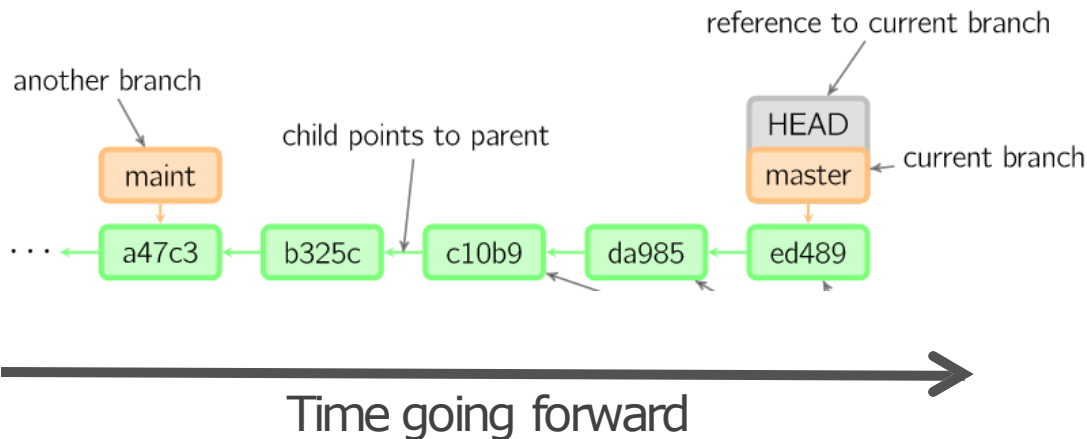 reference to current branch
another branch
HEAD
child points to parent
current branch
maint
master
... a47c3 b325c c10b9 da985 ed489
Time going forward